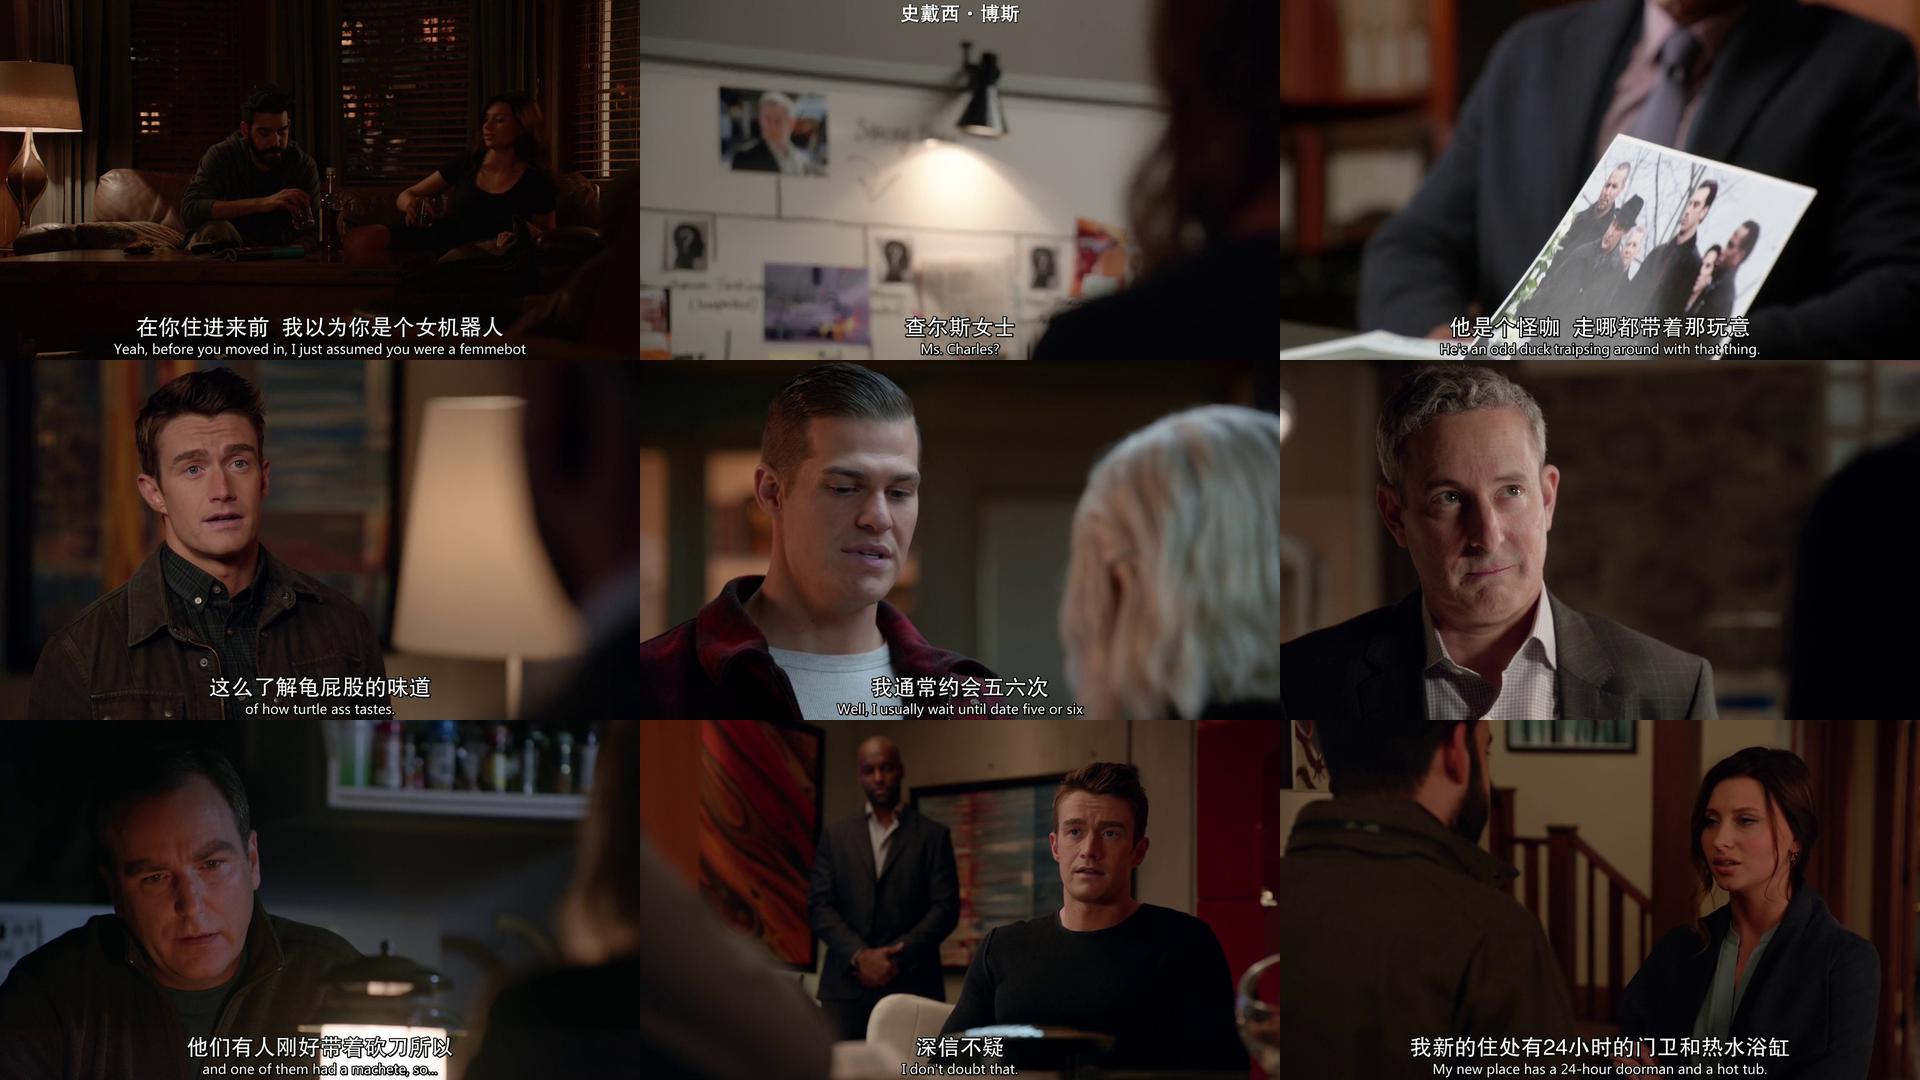 在你住进来前 我以为你是个女机器人
Yeah, before you moved in, I just assumed you were a femmebot
史戴西·博斯
查尔斯女士
Ms. Charles?
他是个怪咖 走哪都带着那玩意
He's an odd duck traipsing around with that thing.
这么了解龟屁股的味道
of how turtle ass tastes.
我通常约会五六次
Well, I usually wait until date five or six
他们有人刚好带着砍刀所以
and one of them had a machete, so...
深信不疑
I don't doubt that.
我新的住处有24小时的门卫和热水浴缸
My new place has a 24-hour doorman and a hot tub.